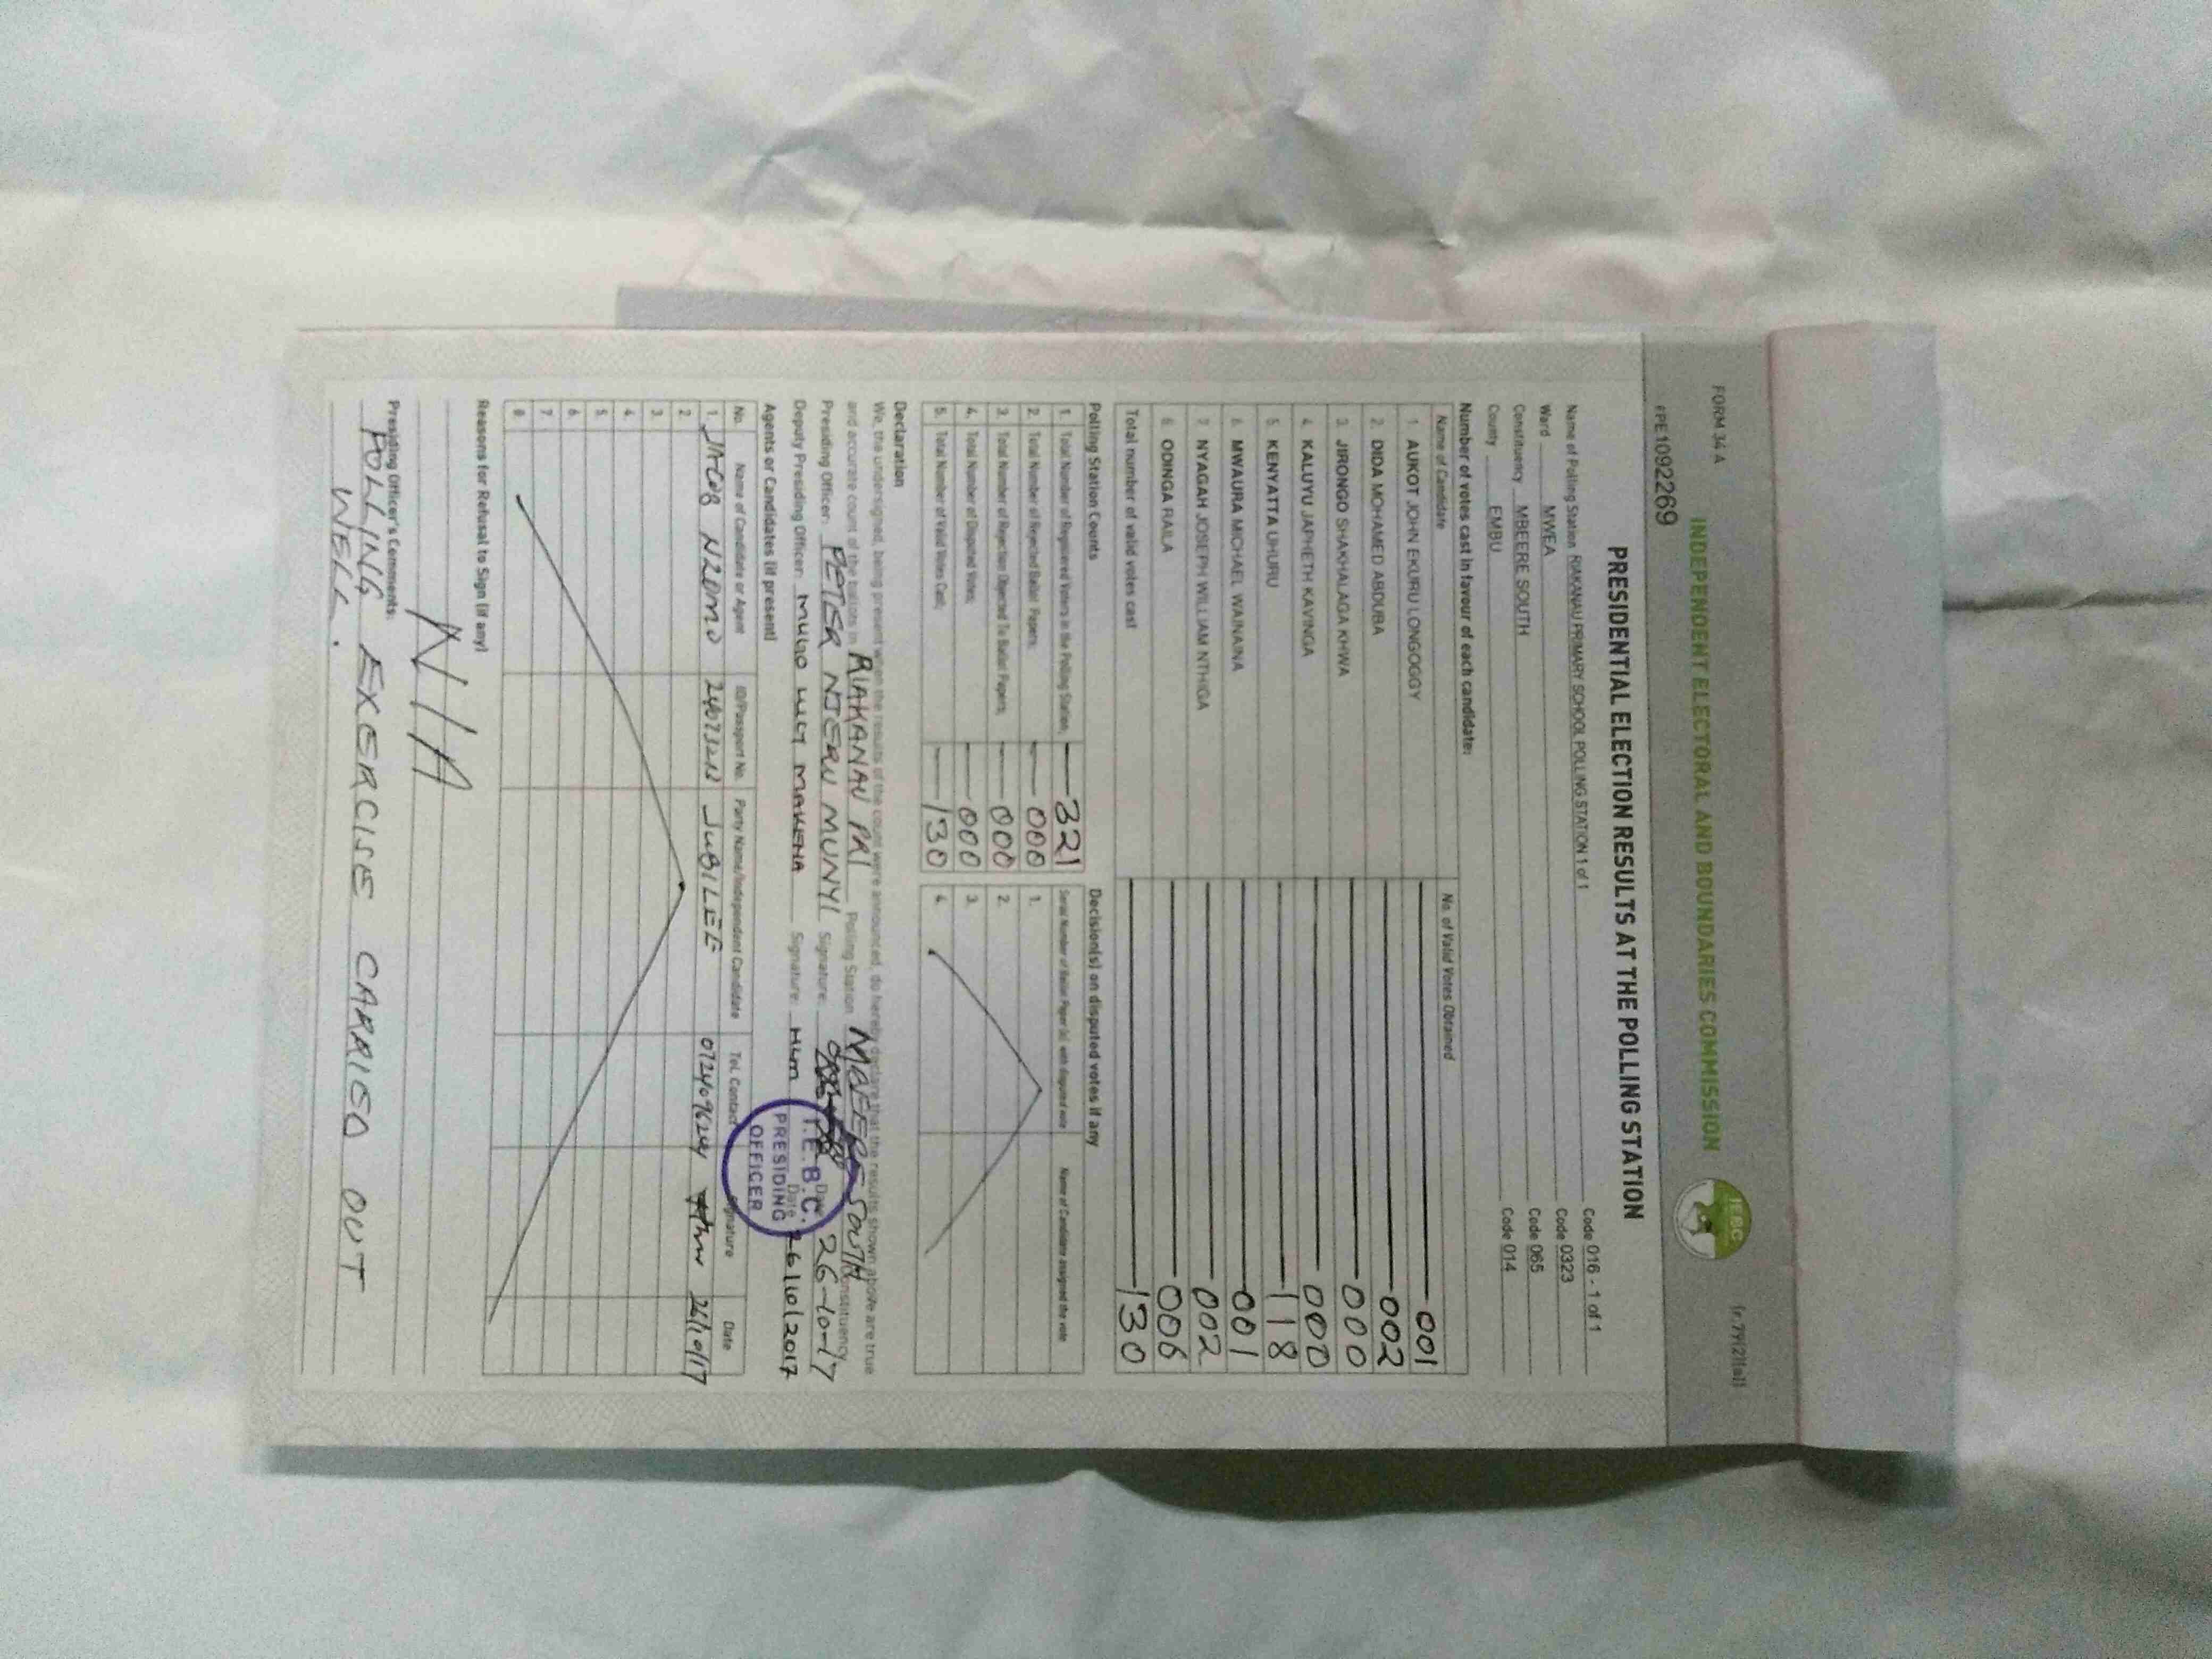 FORM 34 A
(r.79(2)(a))
INDEPENDENT ELECTORAL AND BOUNDARIES COMMISSION
IEBC
PPE1092269
PRESIDENTIAL ELECTION RESULTS AT THE POLLING STATION
Name of Polling Station RIAKANAU PRIMARY SCHOOL POLLING STATION 1 of 1 Code 016 - 1 of 1
Ward MWEA Code 0323
Constituency MBEERE SOUTH Code 065
County EMBU Code 014
Number of votes cast in favour of each candidate:
Name of Candidate No. of Valid Votes Obtained
1. AUKOT JOHN EKURU LONGOGGY 001
2. DIDA MOHAMED ABDUBA 002
3. JIRONGO SHAKHALAGA KHWA 000
4. KALUYU JAPHETH KAVINGA 000
5. KENYATTA UHURU 118
6. MWAURA MICHAEL WAINAINA 001
7. NYAGAH JOSEPH WILLIAM NTHIGA 002
8. ODINGA RAILA 006
Total number of valid votes cast 130
Polling Station Counts
1. Total Number of Registered Voters in the Polling Station; 321
2. Total Number of Rejected Ballot Papers; 000
3. Total Number of Rejection Objected To Ballot Papers; 000
4. Total Number of Disputed Votes; 000
5. Total Number of Valid Votes Cast; 130
Decision(s) on disputed votes if any
Serial Number of Ballot Paper (s) with disputed vote Name of Candidate assigned the vote
1.
2.
3.
4.
Declaration
We, the undersigned, being present when the results of the count were announced, do hereby declare that the results shown above are true
and accurate count of the ballots in RIAKANAU PRI Polling Station MBEERE SOUTH Constituency
Presiding Officer: PETER NJERU MUNYI Signature: Date 26-10-17
Deputy Presiding Officer: MUGO LUCY MAKENA Signature: HLM Date 26/10/2017
I.E.B.C.
PRESIDING
OFFICER
Agents or Candidates (if present)
No. Name of Candidate or Agent ID/Passport No. Party Name/Independent Candidate Tel. Contact Signature Date
1. JACOB NZOMO JUBILEE 26/10/17
2.
3.
4.
5.
6.
7.
8.
Reasons for Refusal to Sign (if any)
N/A
Presiding Officer's Comments:
POLLING EXERCISE CARRIED OUT
WELL.